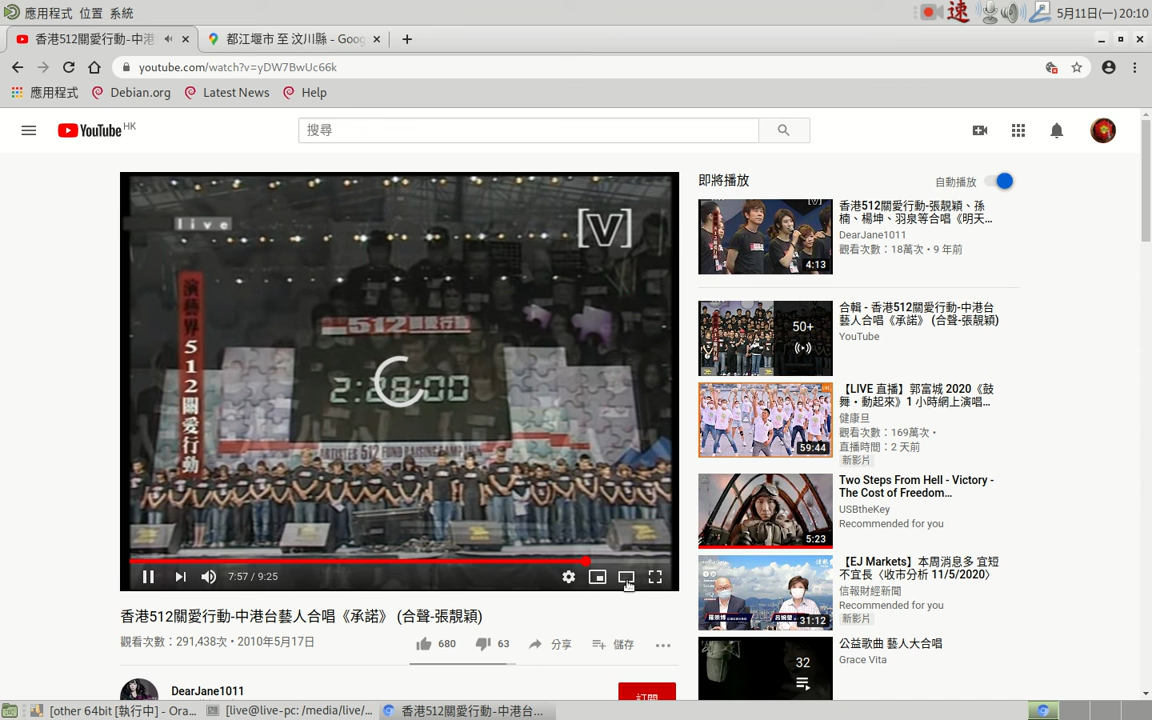 應用程式 位置 系統
速
5月11日(一) 20:10
香港512關愛行動-中港
都江堰市 至 汶川縣 - Goog
youtube.com/watch?v=yDW7BwUc66k
應用程式
Debian.org
Latest News
Help
YouTube HK
搜尋
live
[V]
演藝界512關愛行動
512關愛行動
2:28:00
ARTISTES 512 FUND RAISING CAMPAIGN
7:57 / 9:25
香港512關愛行動-中港台藝人合唱《承諾》 (合聲-張靚穎)
觀看次數：291,438次 • 2010年5月17日
680
63
分享
儲存
DearJane1011
訂閱
即將播放
自動播放
4:13
香港512關愛行動-張靚穎、孫
楠、楊坤、羽泉等合唱《明天...
DearJane1011
觀看次數：18萬次 • 9 年前
50+
合輯 - 香港512關愛行動-中港台
藝人合唱《承諾》 (合聲-張靚穎)
YouTube
59:44
【LIVE 直播】郭富城 2020《鼓
舞・動起來》1 小時網上演唱...
健康旦
觀看次數：169萬次 •
直播時間：2 天前
新影片
5:23
Two Steps From Hell - Victory -
The Cost of Freedom...
USBtheKey
Recommended for you
31:12
【EJ Markets】本周消息多 宜短
不宜長〈收市分析 11/5/2020〉
信報財經新聞
Recommended for you
新影片
32
公益歌曲 藝人大合唱
Grace Vita
[other 64bit [執行中] - Ora...
[live@live-pc: /media/live/...
香港512關愛行動-中港台...